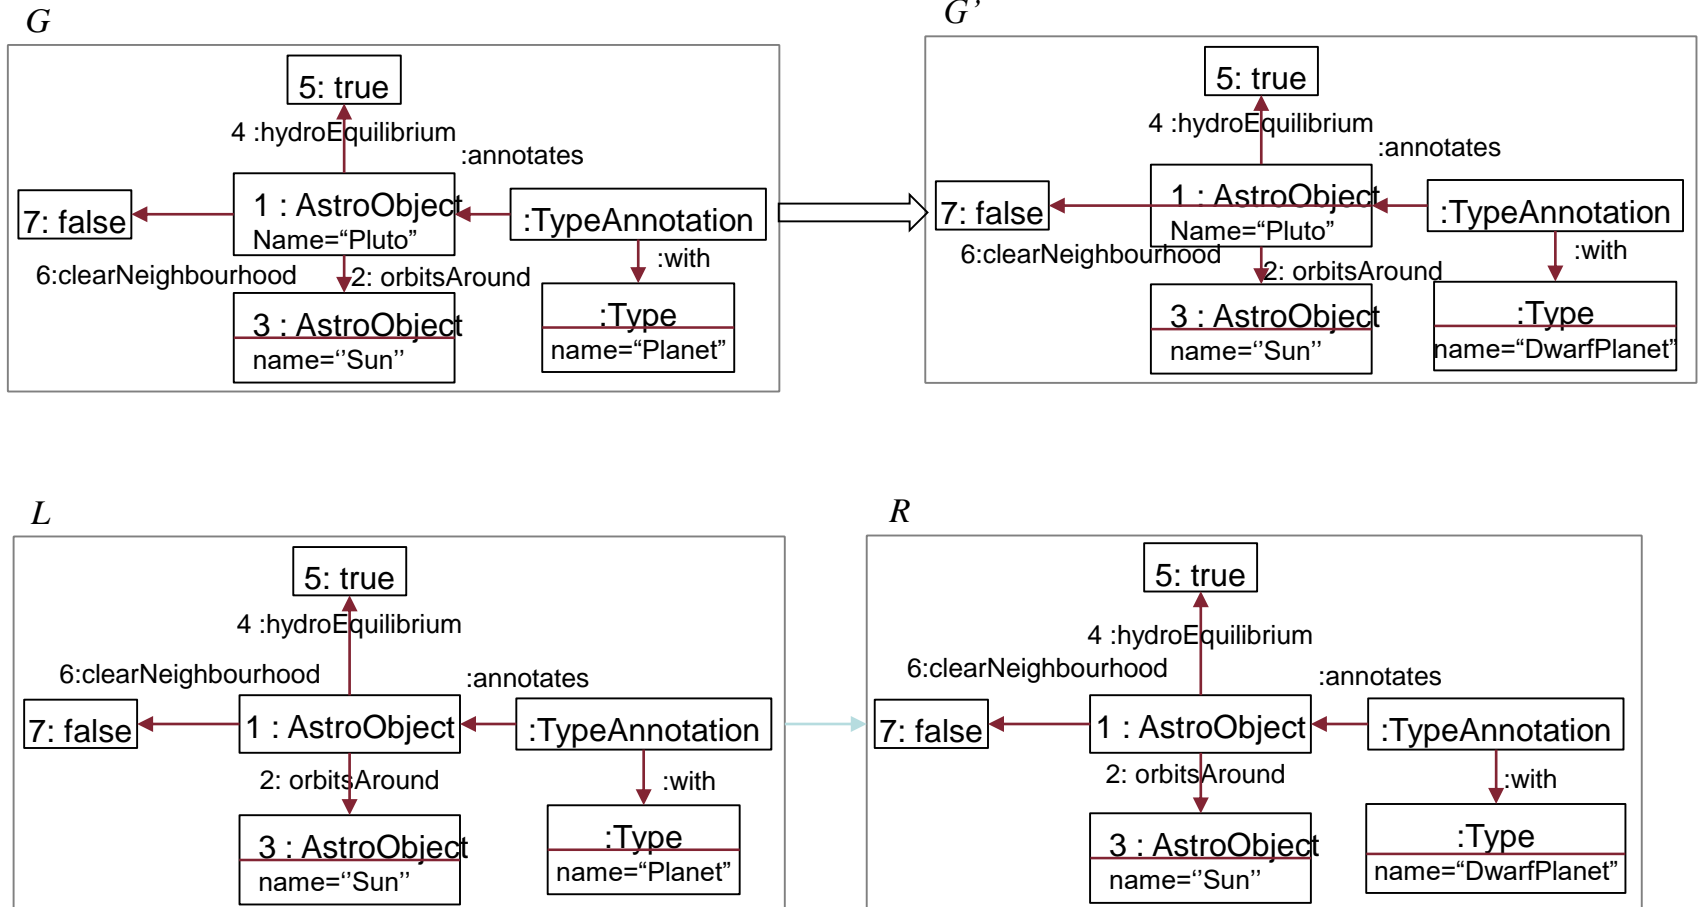 G
5: true
4 :hydroEquilibrium
:annotates
1 : AstroObject
Name=“Pluto”
7: false
:TypeAnnotation
:with
6:clearNeighbourhood
2: orbitsAround
3 : AstroObject
name=‘’Sun’’
:Type
name=“Planet”
G’
5: true
4 :hydroEquilibrium
:annotates
1 : AstroObject
Name=“Pluto”
7: false
:TypeAnnotation
:with
6:clearNeighbourhood
2: orbitsAround
3 : AstroObject
name=‘’Sun’’
:Type
name=“DwarfPlanet”
L
5: true
4 :hydroEquilibrium
6:clearNeighbourhood
:annotates
7: false
1 : AstroObject
:TypeAnnotation
2: orbitsAround
:with
3 : AstroObject
name=‘’Sun’’
:Type
name=“Planet”
R
5: true
4 :hydroEquilibrium
6:clearNeighbourhood
:annotates
7: false
1 : AstroObject
:TypeAnnotation
2: orbitsAround
:with
3 : AstroObject
name=‘’Sun’’
:Type
name=“DwarfPlanet”